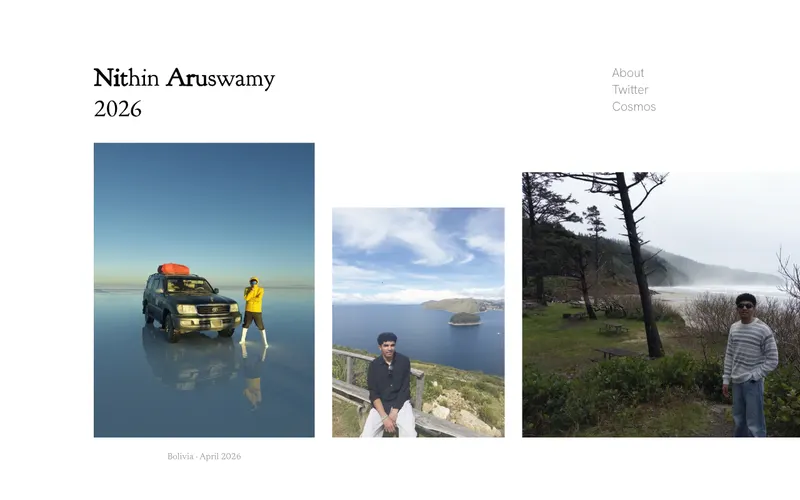 Nithin Aruswamy
2026
About
Twitter
Cosmos
Bolivia · April 2026